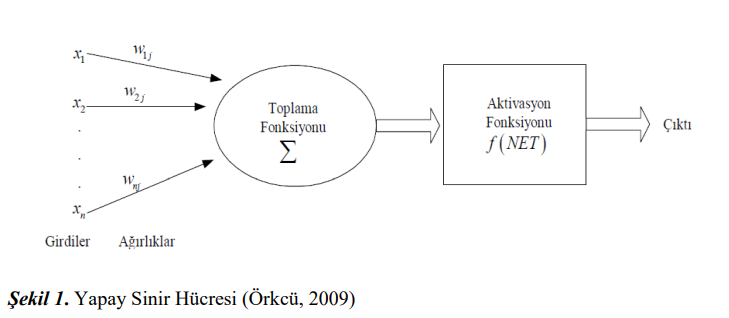 x₁ w₁ⱼ
x₂ w₂ⱼ
.
.
.
xₙ wₙⱼ
Girdiler Ağırlıklar
Toplama
Fonksiyonu
Σ
Aktivasyon
Fonksiyonu
f(NET)
Çıktı
Şekil 1. Yapay Sinir Hücresi (Örkcü, 2009)